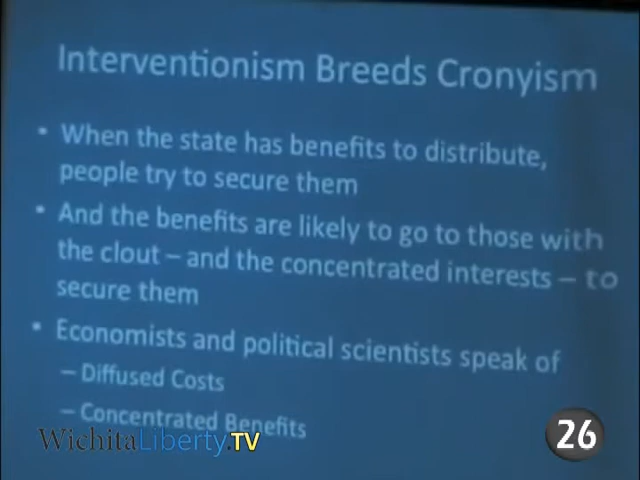 Interventionism Breeds Cronyism
• When the state has benefits to distribute,
people try to secure them
• And the benefits are likely to go to those with
the clout – and the concentrated interests – to
secure them
• Economists and political scientists speak of
– Diffused Costs
– Concentrated Benefits
WichitaLiberty.TV
26